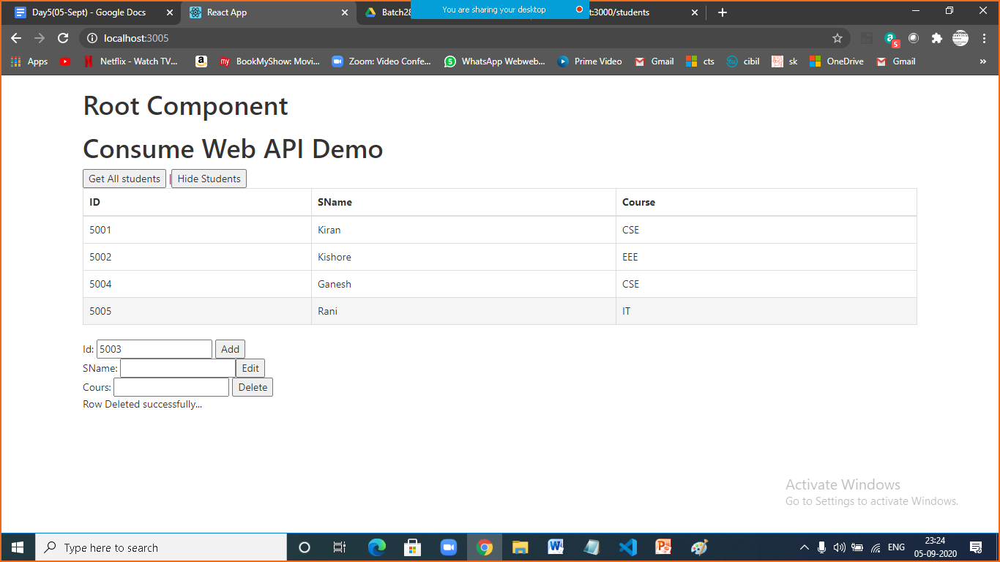 Day5(05-Sept) - Google Docs React App Batch28 You are sharing your desktop t:3000/students
localhost:3005
5
Apps Netflix - Watch TV... my BookMyShow: Movi... Zoom: Video Confe... 5 WhatsApp Webweb... Prime Video Gmail cts cibil sk OneDrive Gmail »
Root Component
Consume Web API Demo
Get All students | Hide Students
ID SName Course
5001 Kiran CSE
5002 Kishore EEE
5004 Ganesh CSE
5005 Rani IT
Id: 5003 Add
SName: Edit
Cours: Delete
Row Deleted successfully...
Activate Windows
Go to Settings to activate Windows.
Type here to search ENG 23:24
05-09-2020